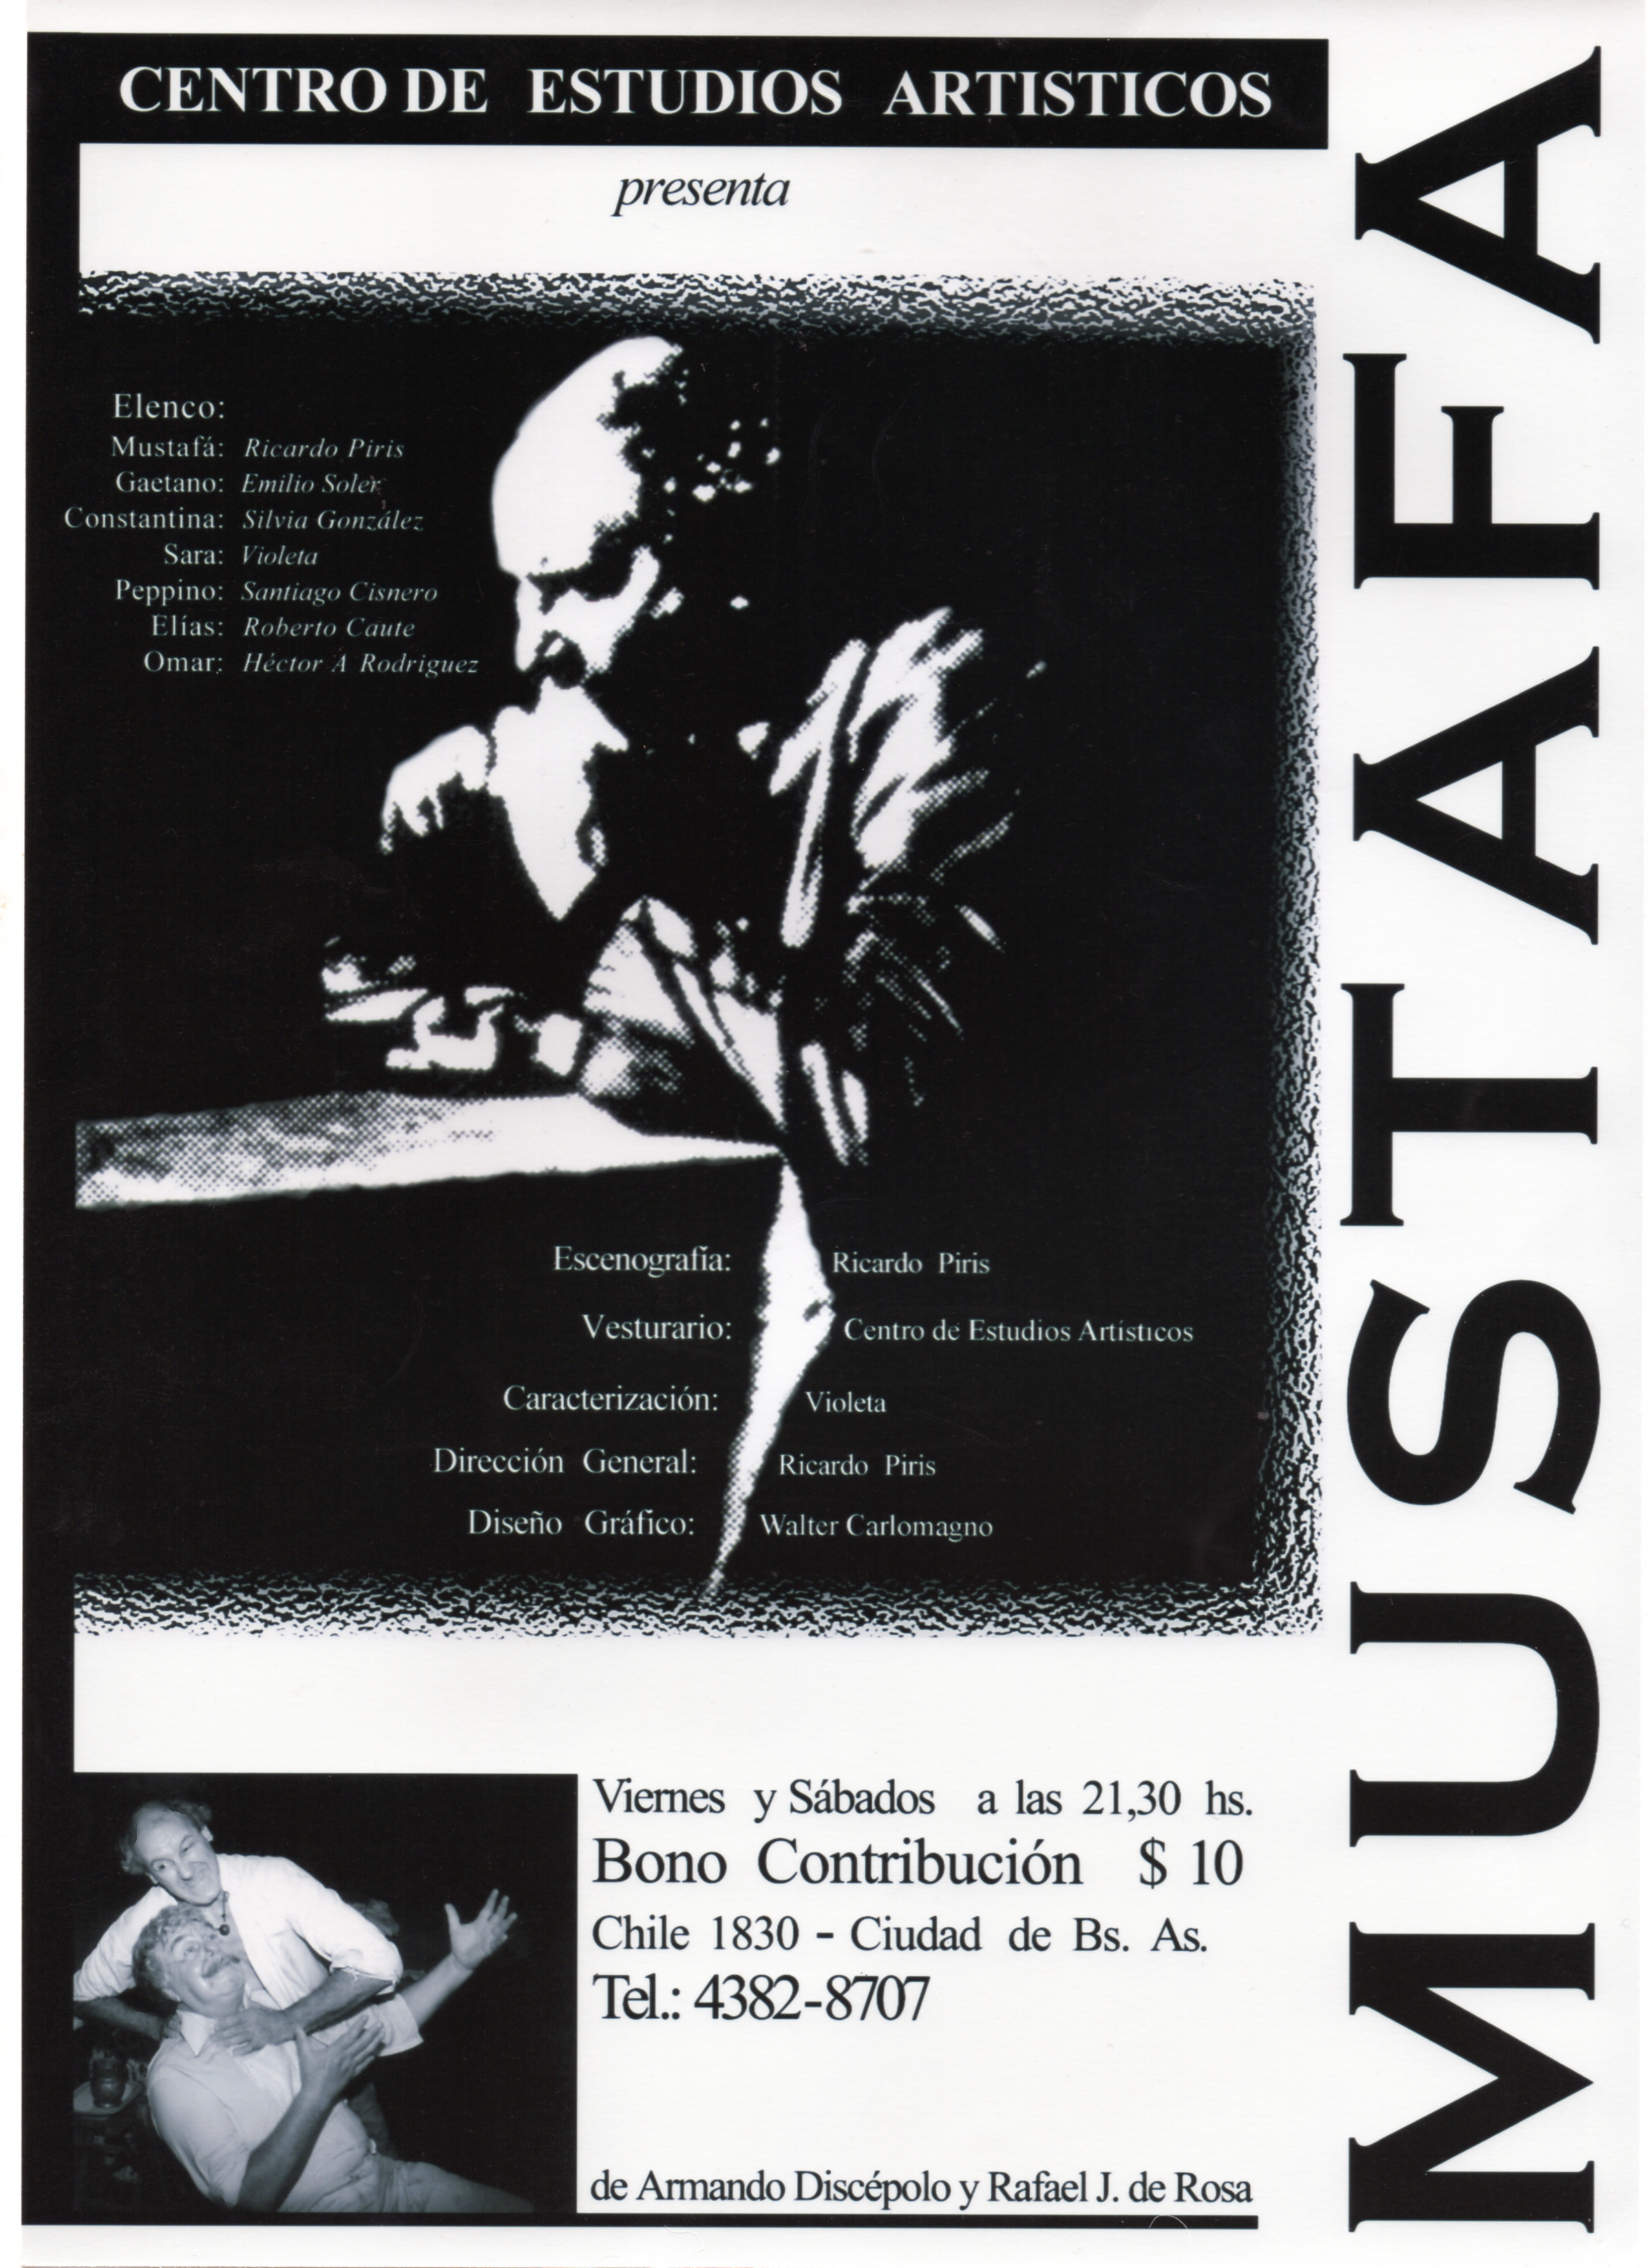 CENTRO DE ESTUDIOS ARTISTICOS
presenta
MUSTAFA
Elenco:
Mustafá: Ricardo Piris
Gaetano: Emilio Soler
Constantina: Silvia González
Sara: Violeta
Peppino: Santiago Cisnero
Elías: Roberto Caute
Omar: Héctor A Rodriguez
Escenografía: Ricardo Piris
Vesturario: Centro de Estudios Artísticos
Caracterización: Violeta
Dirección General: Ricardo Piris
Diseño Gráfico: Walter Carlomagno
Viernes y Sábados a las 21,30 hs.
Bono Contribución $ 10
Chile 1830 - Ciudad de Bs. As.
Tel.: 4382-8707
de Armando Discépolo y Rafael J. de Rosa